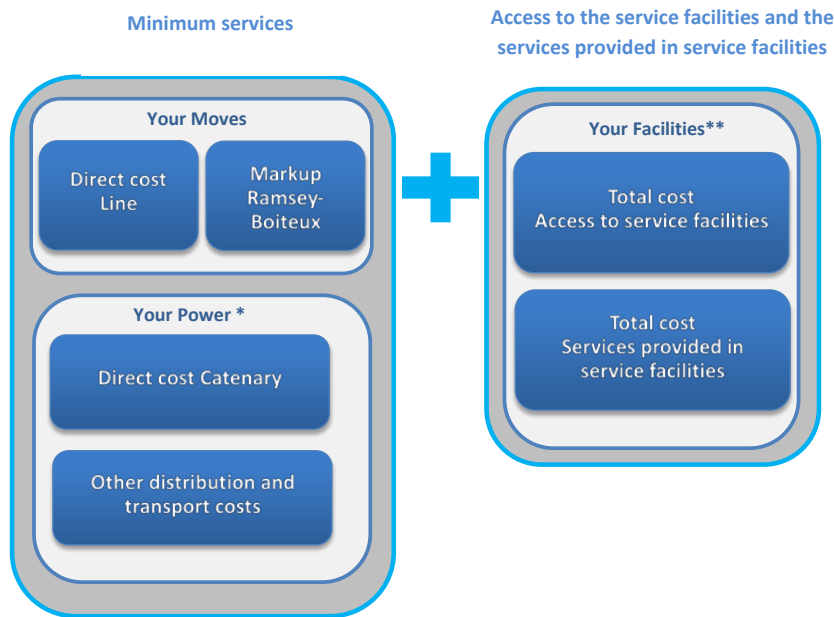 Minimum services
Access to the service facilities and the
services provided in service facilities
Your Moves
Direct cost
Line
Markup
Ramsey-
Boiteux
Your Power *
Direct cost Catenary
Other distribution and
transport costs
Your Facilities**
Total cost
Access to service facilities
Total cost
Services provided in
service facilities